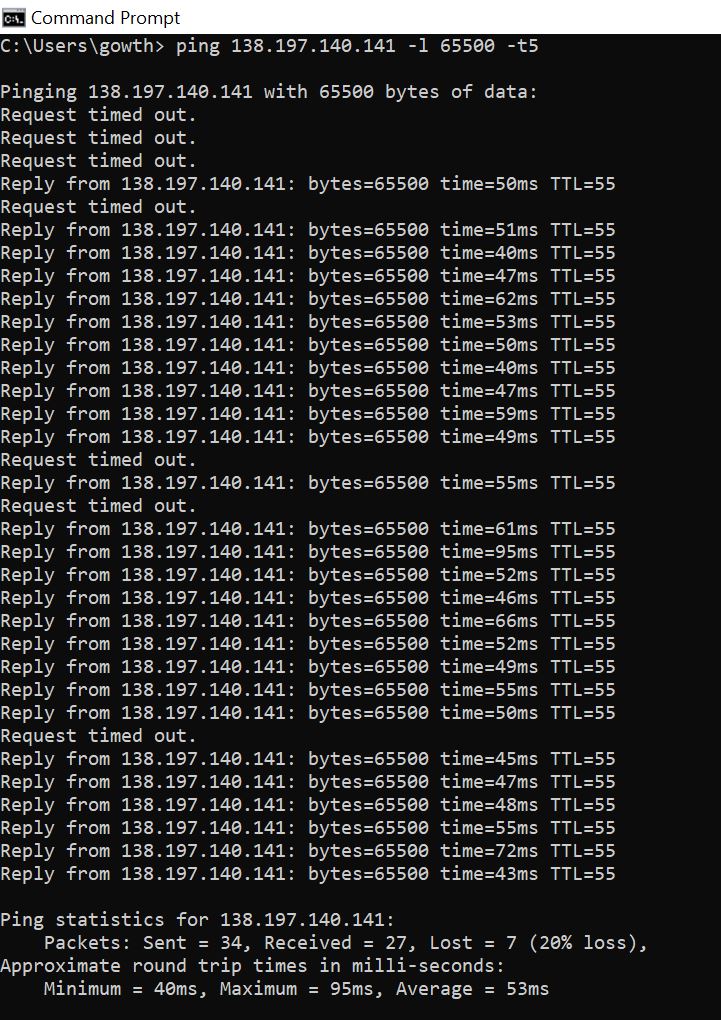 Command Prompt
C:\Users\gowth> ping 138.197.140.141 -l 65500 -t5
Pinging 138.197.140.141 with 65500 bytes of data:
Request timed out.
Request timed out.
Request timed out.
Reply from 138.197.140.141: bytes=65500 time=50ms TTL=55
Request timed out.
Reply from 138.197.140.141: bytes=65500 time=51ms TTL=55
Reply from 138.197.140.141: bytes=65500 time=40ms TTL=55
Reply from 138.197.140.141: bytes=65500 time=47ms TTL=55
Reply from 138.197.140.141: bytes=65500 time=62ms TTL=55
Reply from 138.197.140.141: bytes=65500 time=53ms TTL=55
Reply from 138.197.140.141: bytes=65500 time=50ms TTL=55
Reply from 138.197.140.141: bytes=65500 time=40ms TTL=55
Reply from 138.197.140.141: bytes=65500 time=47ms TTL=55
Reply from 138.197.140.141: bytes=65500 time=59ms TTL=55
Reply from 138.197.140.141: bytes=65500 time=49ms TTL=55
Request timed out.
Reply from 138.197.140.141: bytes=65500 time=55ms TTL=55
Request timed out.
Reply from 138.197.140.141: bytes=65500 time=61ms TTL=55
Reply from 138.197.140.141: bytes=65500 time=95ms TTL=55
Reply from 138.197.140.141: bytes=65500 time=52ms TTL=55
Reply from 138.197.140.141: bytes=65500 time=46ms TTL=55
Reply from 138.197.140.141: bytes=65500 time=66ms TTL=55
Reply from 138.197.140.141: bytes=65500 time=52ms TTL=55
Reply from 138.197.140.141: bytes=65500 time=49ms TTL=55
Reply from 138.197.140.141: bytes=65500 time=55ms TTL=55
Reply from 138.197.140.141: bytes=65500 time=50ms TTL=55
Request timed out.
Reply from 138.197.140.141: bytes=65500 time=45ms TTL=55
Reply from 138.197.140.141: bytes=65500 time=47ms TTL=55
Reply from 138.197.140.141: bytes=65500 time=48ms TTL=55
Reply from 138.197.140.141: bytes=65500 time=55ms TTL=55
Reply from 138.197.140.141: bytes=65500 time=72ms TTL=55
Reply from 138.197.140.141: bytes=65500 time=43ms TTL=55
Ping statistics for 138.197.140.141:
Packets: Sent = 34, Received = 27, Lost = 7 (20% loss),
Approximate round trip times in milli-seconds:
Minimum = 40ms, Maximum = 95ms, Average = 53ms